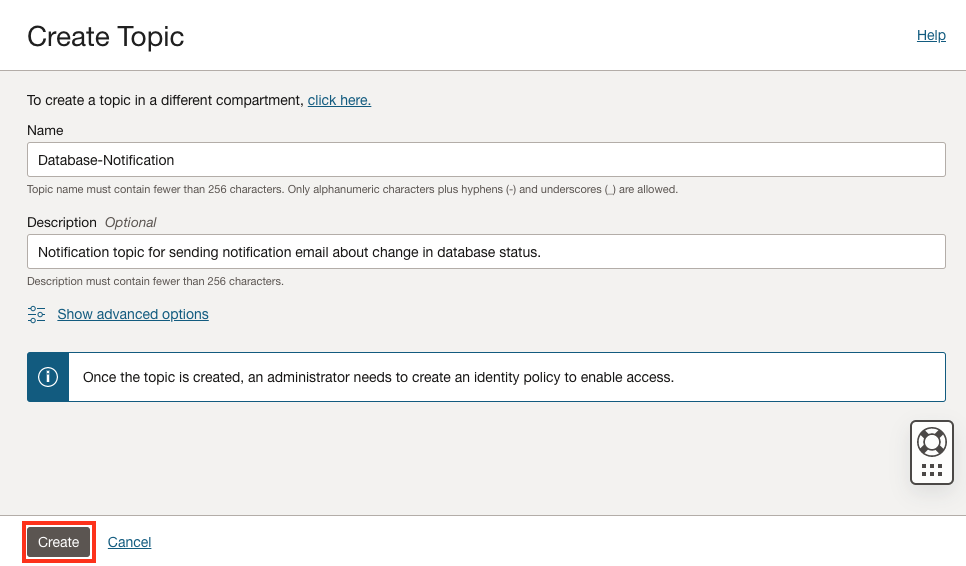 Create Topic
Help
To create a topic in a different compartment, click here.
Name
Database-Notification
Topic name must contain fewer than 256 characters. Only alphanumeric characters plus hyphens (-) and underscores (_) are allowed.
Description Optional
Notification topic for sending notification email about change in database status.
Description must contain fewer than 256 characters.
Show advanced options
Once the topic is created, an administrator needs to create an identity policy to enable access.
Create Cancel